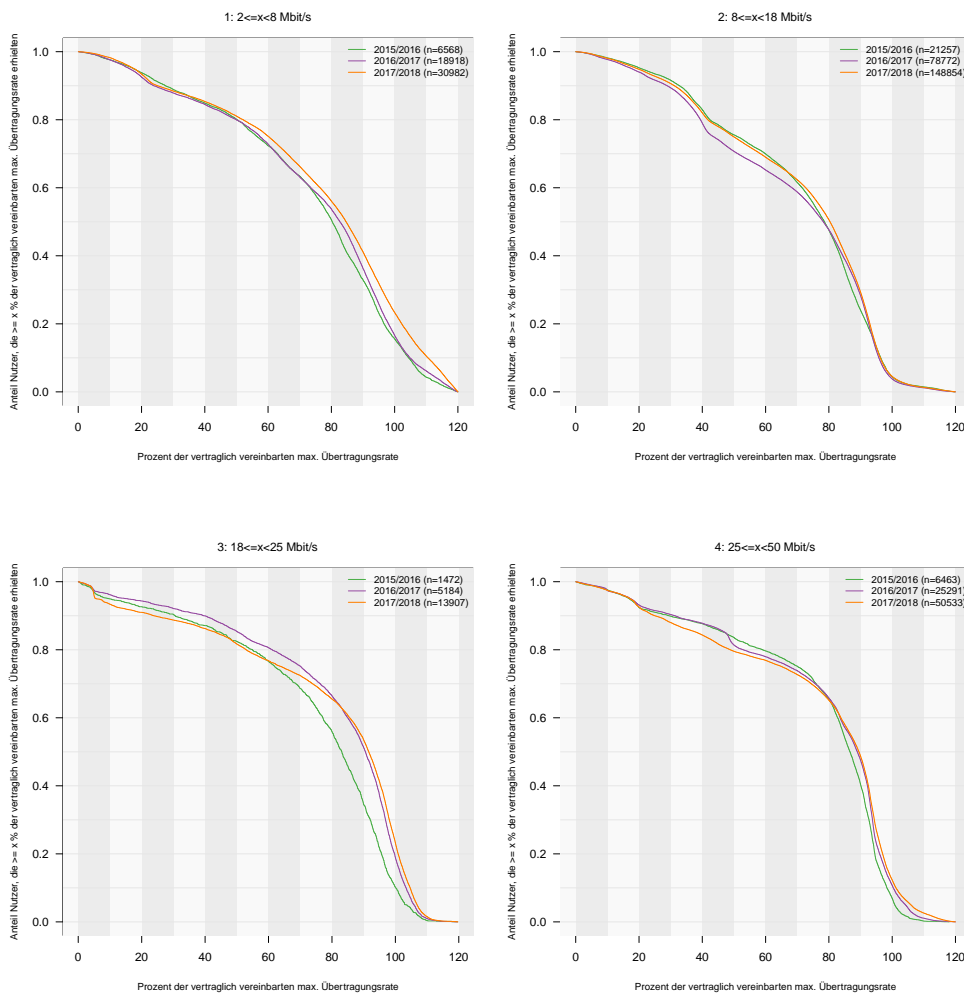 1: 2<=x<8 Mbit/s
Anteil Nutzer, die >= x % der vertraglich vereinbarten max. Übertragungsrate erhielten
1.0
0.8
0.6
0.4
0.2
0.0
2015/2016 (n=6568)
2016/2017 (n=18918)
2017/2018 (n=30982)
0 20 40 60 80 100 120
Prozent der vertraglich vereinbarten max. Übertragungsrate
2: 8<=x<18 Mbit/s
Anteil Nutzer, die >= x % der vertraglich vereinbarten max. Übertragungsrate erhielten
1.0
0.8
0.6
0.4
0.2
0.0
2015/2016 (n=21257)
2016/2017 (n=78772)
2017/2018 (n=148854)
0 20 40 60 80 100 120
Prozent der vertraglich vereinbarten max. Übertragungsrate
3: 18<=x<25 Mbit/s
Anteil Nutzer, die >= x % der vertraglich vereinbarten max. Übertragungsrate erhielten
1.0
0.8
0.6
0.4
0.2
0.0
2015/2016 (n=1472)
2016/2017 (n=5184)
2017/2018 (n=13907)
0 20 40 60 80 100 120
Prozent der vertraglich vereinbarten max. Übertragungsrate
4: 25<=x<50 Mbit/s
Anteil Nutzer, die >= x % der vertraglich vereinbarten max. Übertragungsrate erhielten
1.0
0.8
0.6
0.4
0.2
0.0
2015/2016 (n=6463)
2016/2017 (n=25291)
2017/2018 (n=50533)
0 20 40 60 80 100 120
Prozent der vertraglich vereinbarten max. Übertragungsrate